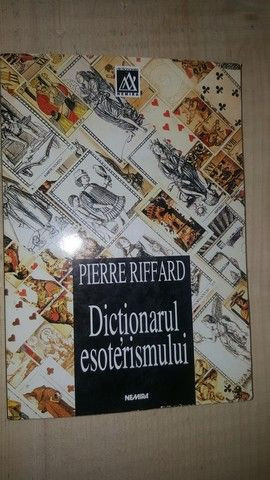 PIERRE RIFFARD
Dicționarul
esoterismului
NEMIRA